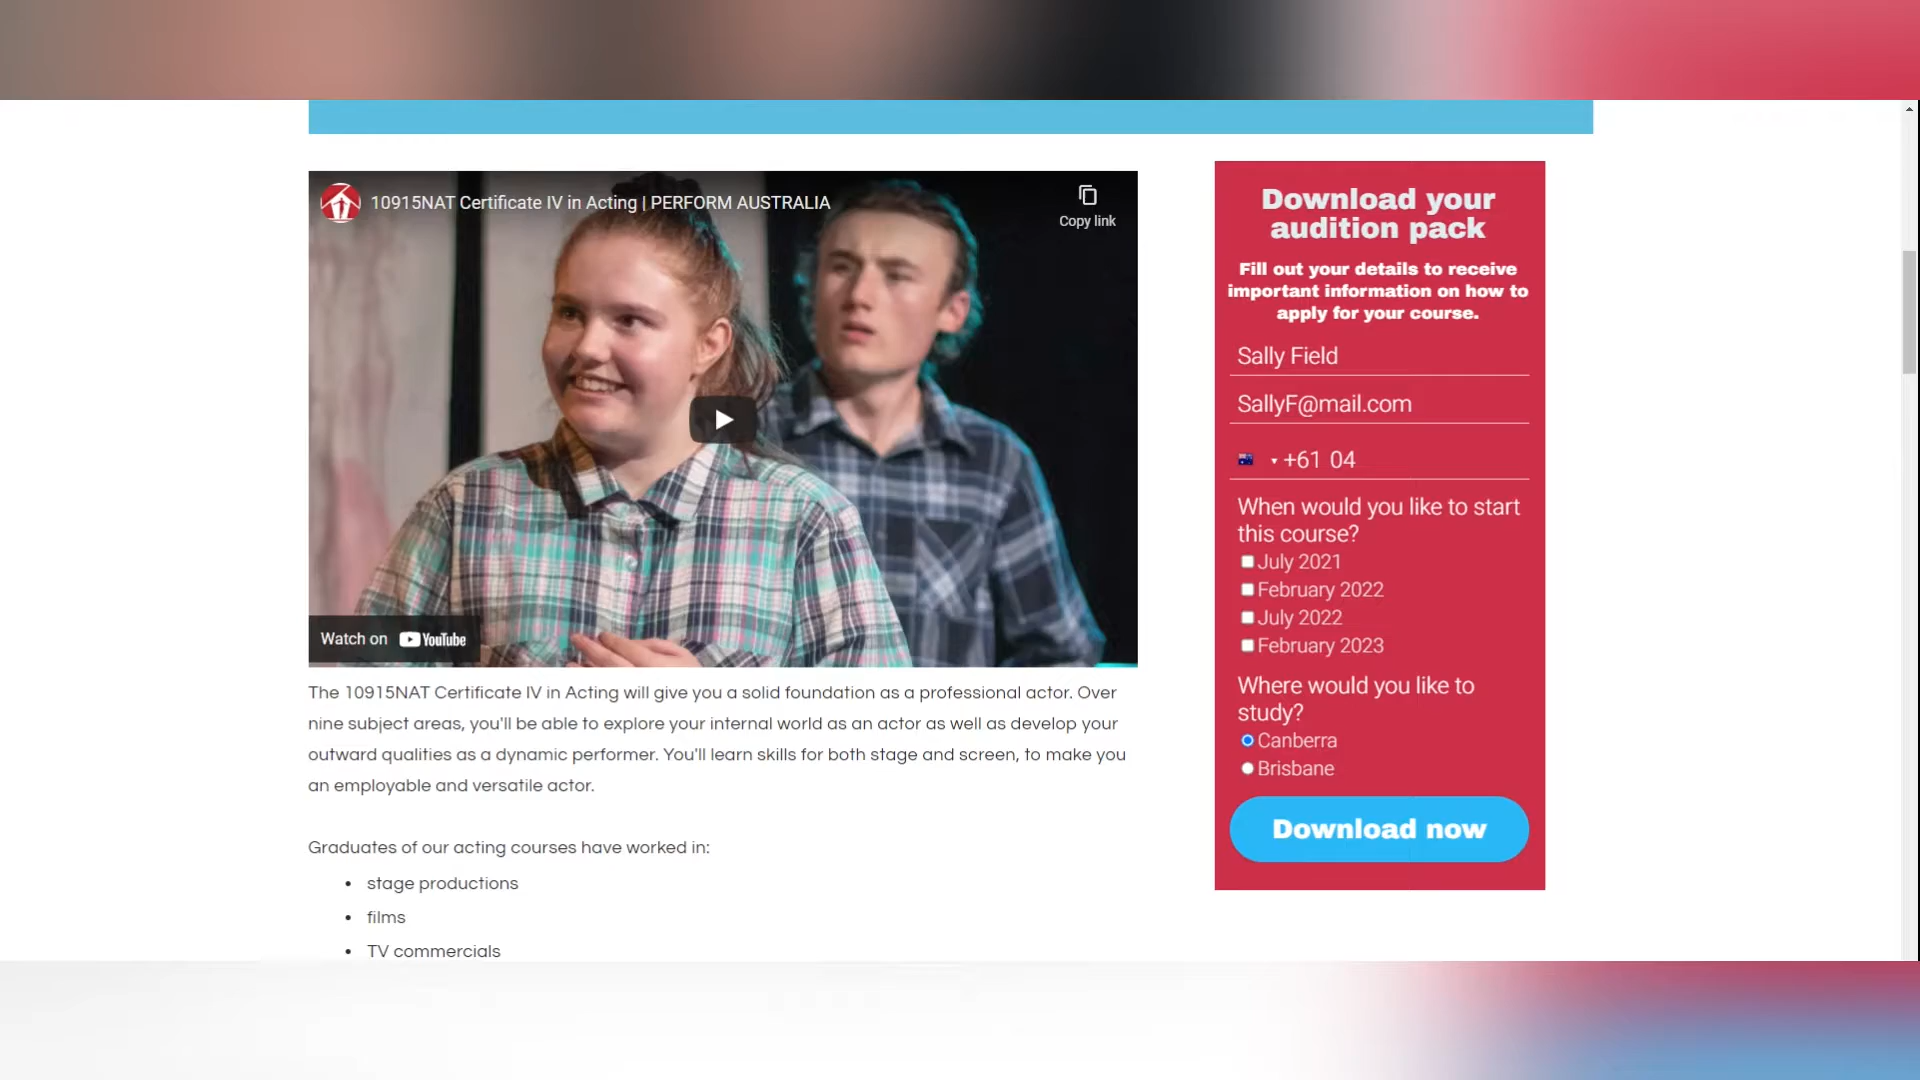 10915NAT Certificate IV in Acting | PERFORM AUSTRALIA
Copy link
Watch on YouTube
The 10915NAT Certificate IV in Acting will give you a solid foundation as a professional actor. Over
nine subject areas, you'll be able to explore your internal world as an actor as well as develop your
outward qualities as a dynamic performer. You'll learn skills for both stage and screen, to make you
an employable and versatile actor.
Graduates of our acting courses have worked in:
• stage productions
• films
• TV commercials
Download your
audition pack
Fill out your details to receive
important information on how to
apply for your course.
Sally Field
SallyF@mail.com
+61 04
When would you like to start
this course?
July 2021
February 2022
July 2022
February 2023
Where would you like to
study?
Canberra
Brisbane
Download now